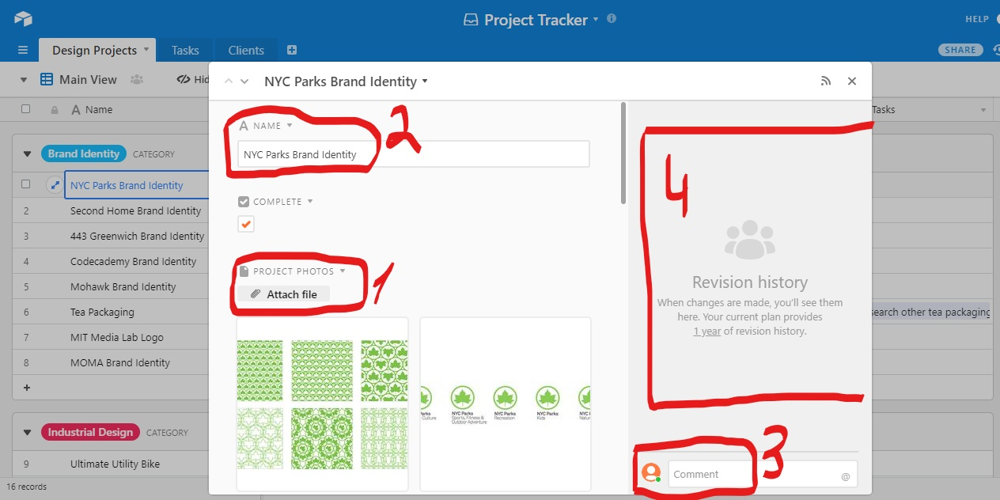 Project Tracker
HELP
Design Projects
Tasks
Clients
SHARE
Main View
Hid
NYC Parks Brand Identity
A Name
Tasks
Brand Identity CATEGORY
NYC Parks Brand Identity
2 Second Home Brand Identity
3 443 Greenwich Brand Identity
4 Codecademy Brand Identity
5 Mohawk Brand Identity
6 Tea Packaging
search other tea packaging
7 MIT Media Lab Logo
8 MOMA Brand Identity
+
Industrial Design CATEGORY
9 Ultimate Utility Bike
16 records
A NAME
2
NYC Parks Brand Identity
COMPLETE
PROJECT PHOTOS
1
Attach file
NYC Parks
Sports, Fitness &
Outdoor Adventure
NYC Parks
Recreation
NYC Parks
Kids
4
Revision history
When changes are made, you'll see them
here. Your current plan provides
1 year of revision history.
3
Comment
@